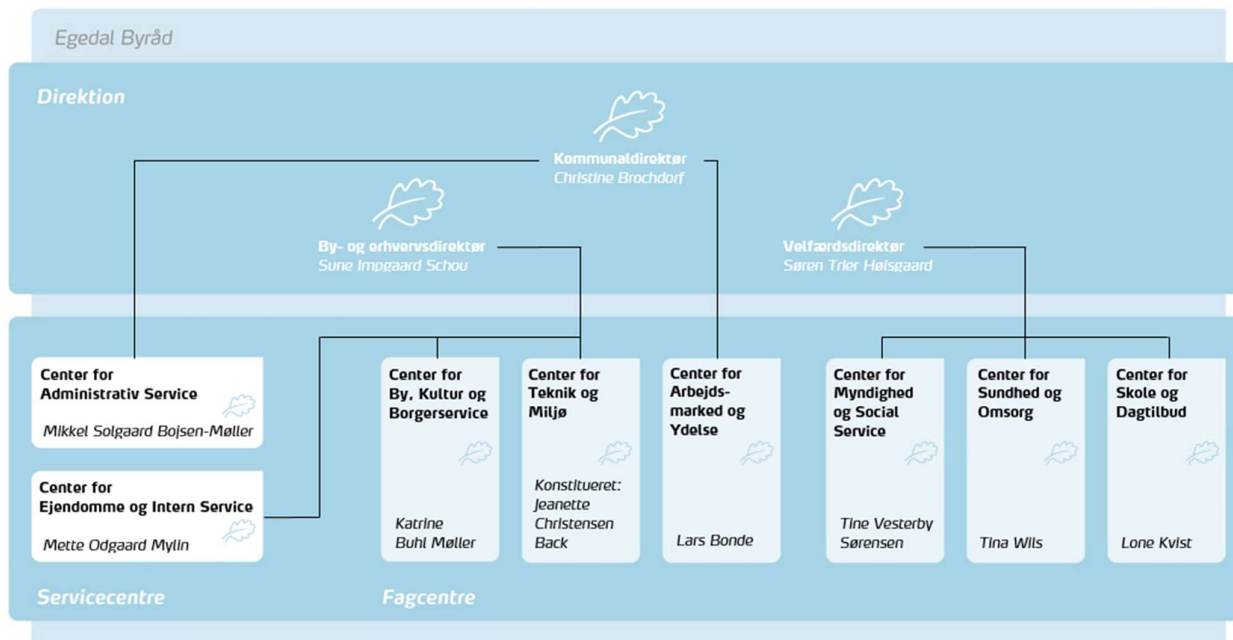 Egedal Byråd
Direktion
Kommunaldirektør
Christine Brochdorf
By- og erhvervsdirektør
Sune Impgaard Schou
Velfærdsdirektør
Søren Trier Høisgaard
Center for
Administrativ Service
Mikkel Solgaard Bojsen-Møller
Center for
Ejendomme og Intern Service
Mette Odgaard Mylin
Servicecentre
Center for
By, Kultur og
Borgerservice
Katrine
Buhl Møller
Center for
Teknik og
Miljø
Konstitueret:
Jeanette
Christensen
Back
Center for
Arbejds-
marked og
Ydelse
Lars Bonde
Center for
Myndighed
og Social
Service
Tine Vesterby
Sørensen
Center for
Sundhed og
Omsorg
Tina Wils
Center for
Skole og
Dagtilbud
Lone Kvist
Fagcentre